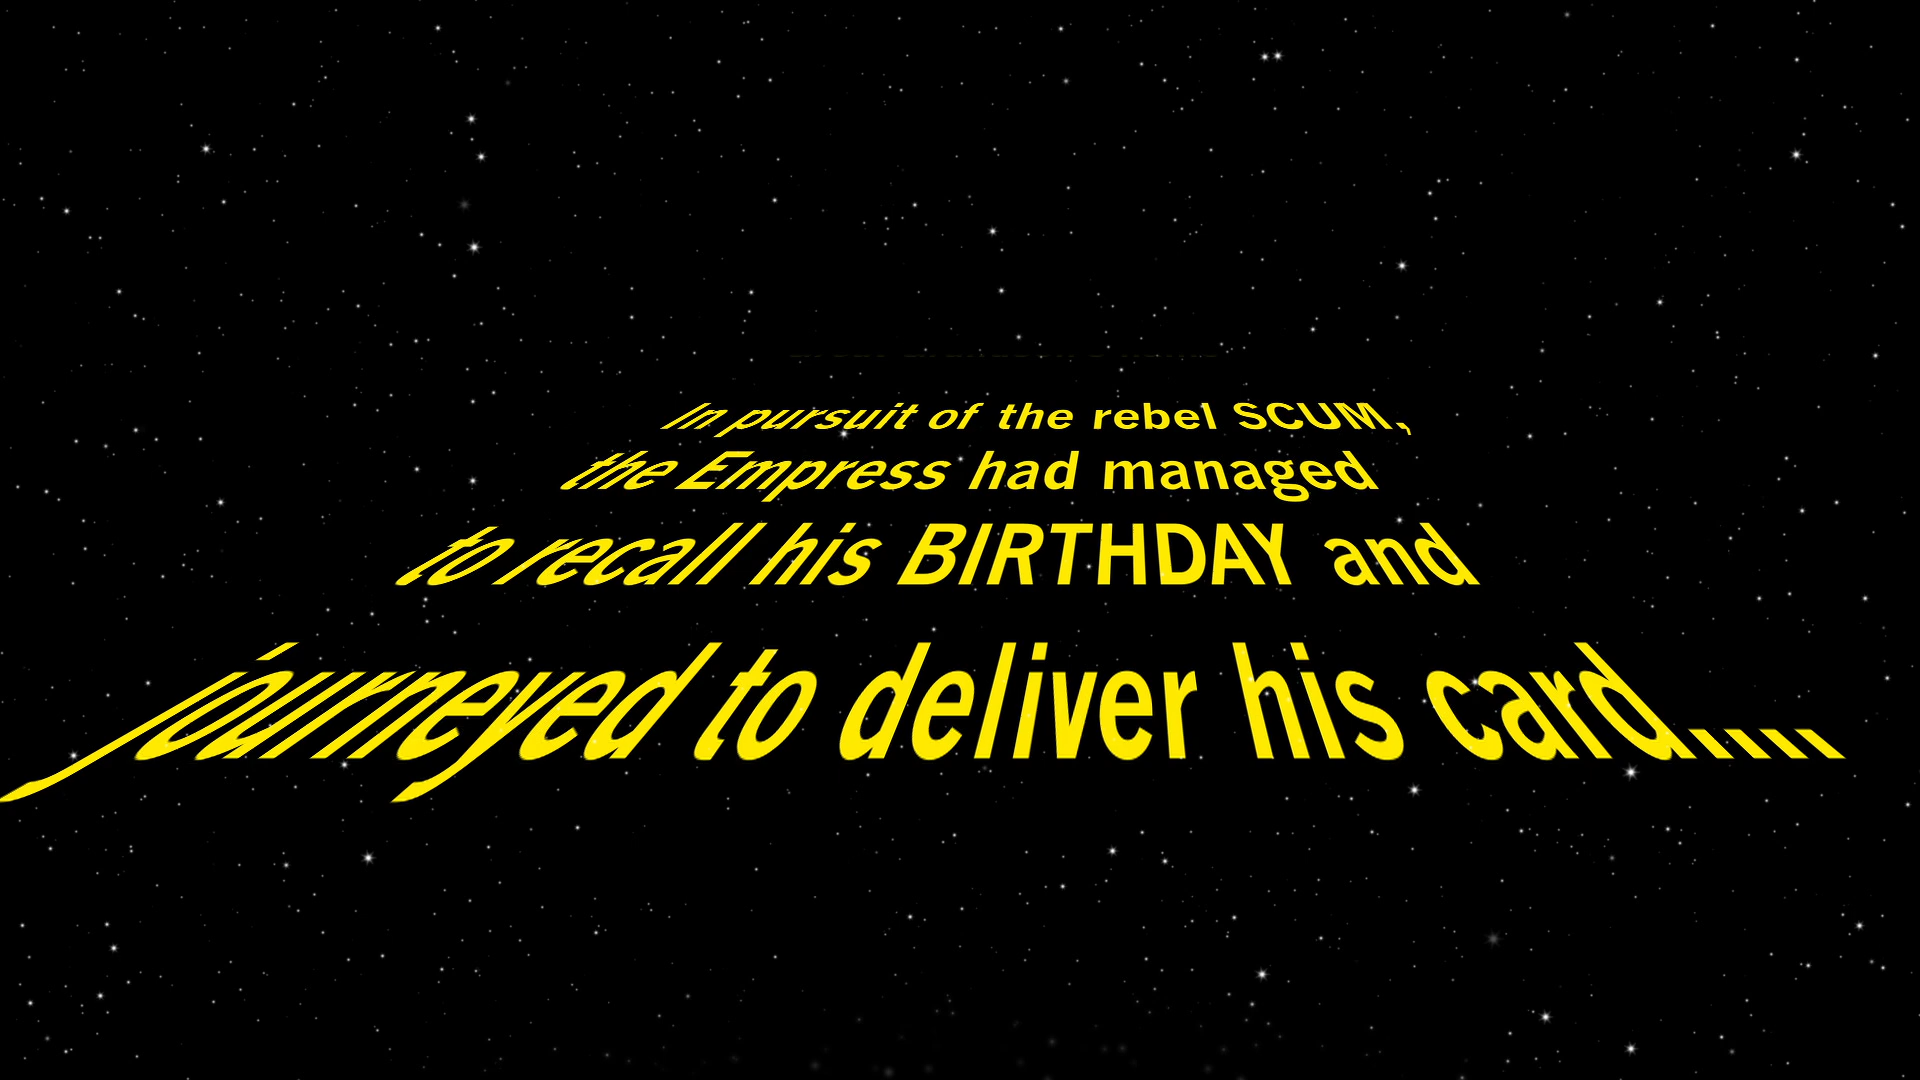 In pursuit of the rebel SCUM,
the Empress had managed
to recall his BIRTHDAY and
journeyed to deliver his card....